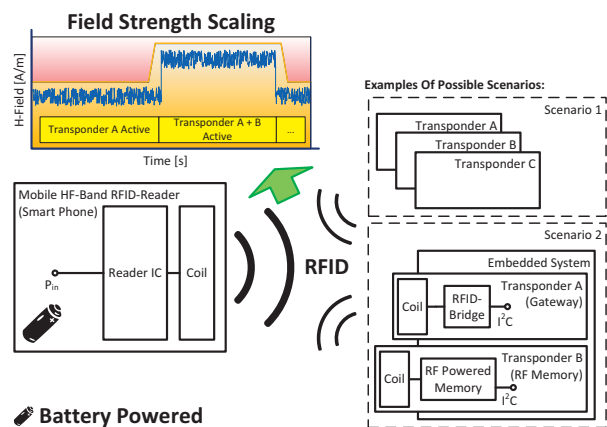 Field Strength Scaling
H-Field [A/m]
Transponder A Active
Transponder A + B
Active
...
Time [s]
Mobile HF-Band RFID-Reader
(Smart Phone)
Reader IC
Coil
Pin
RFID
Battery Powered
Examples Of Possible Scenarios:
Scenario 1
Transponder A
Transponder B
Transponder C
Scenario 2
Embedded System
Transponder A
(Gateway)
Coil
RFID-
Bridge
I²C
Transponder B
(RF Memory)
Coil
RF Powered
Memory
I²C